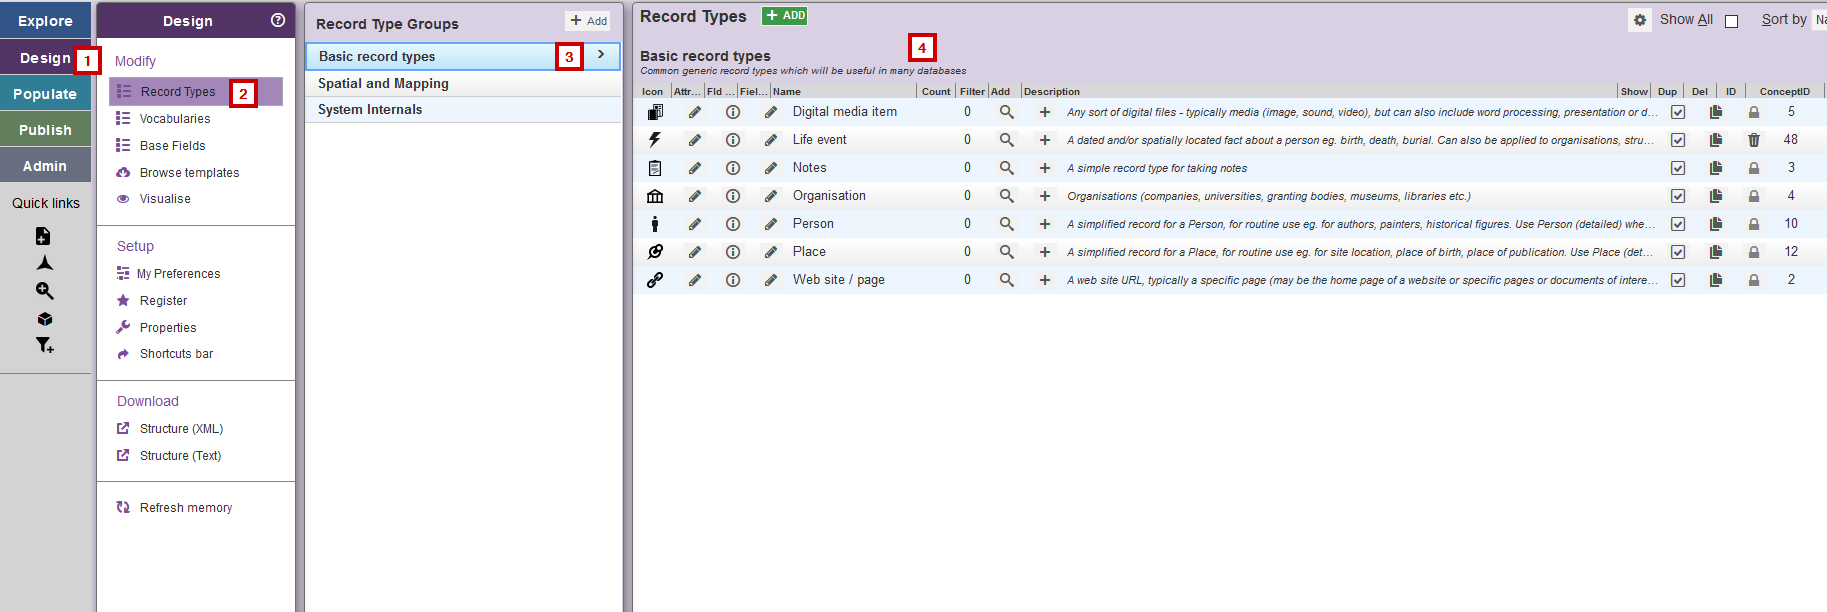 Explore
Design
1
Populate
Publish
Admin
Quick links
Design
Modify
Record Types
2
Vocabularies
Base Fields
Browse templates
Visualise
Setup
My Preferences
Register
Properties
Shortcuts bar
Download
Structure (XML)
Structure (Text)
Refresh memory
Record Type Groups
+ Add
Basic record types
3
Spatial and Mapping
System Internals
Record Types
+ ADD
4
Show All
Sort by
Na
Basic record types
Common generic record types which will be useful in many databases
Icon Attr... Fld ... Fiel... Name Count Filter Add Description Show Dup Del ID ConceptID
Digital media item 0 Any sort of digital files - typically media (image, sound, video), but can also include word processing, presentation or d... 5
Life event 0 A dated and/or spatially located fact about a person eg. birth, death, burial. Can also be applied to organisations, stru... 48
Notes 0 A simple record type for taking notes 3
Organisation 0 Organisations (companies, universities, granting bodies, museums, libraries etc.) 4
Person 0 A simplified record for a Person, for routine use eg. for authors, painters, historical figures. Use Person (detailed) whe... 10
Place 0 A simplified record for a Place, for routine use eg. for site location, place of birth, place of publication. Use Place (det... 12
Web site / page 0 A web site URL, typically a specific page (may be the home page of a website or specific pages or documents of intere... 2